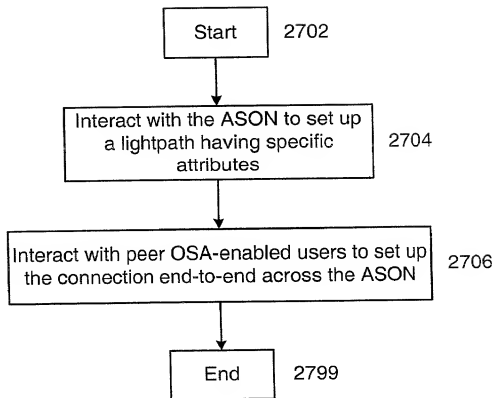 Start 2702
Interact with the ASON to set up
a lightpath having specific 2704
attributes
Interact with peer OSA-enabled users to set up
the connection end-to-end across the ASON 2706
End 2799